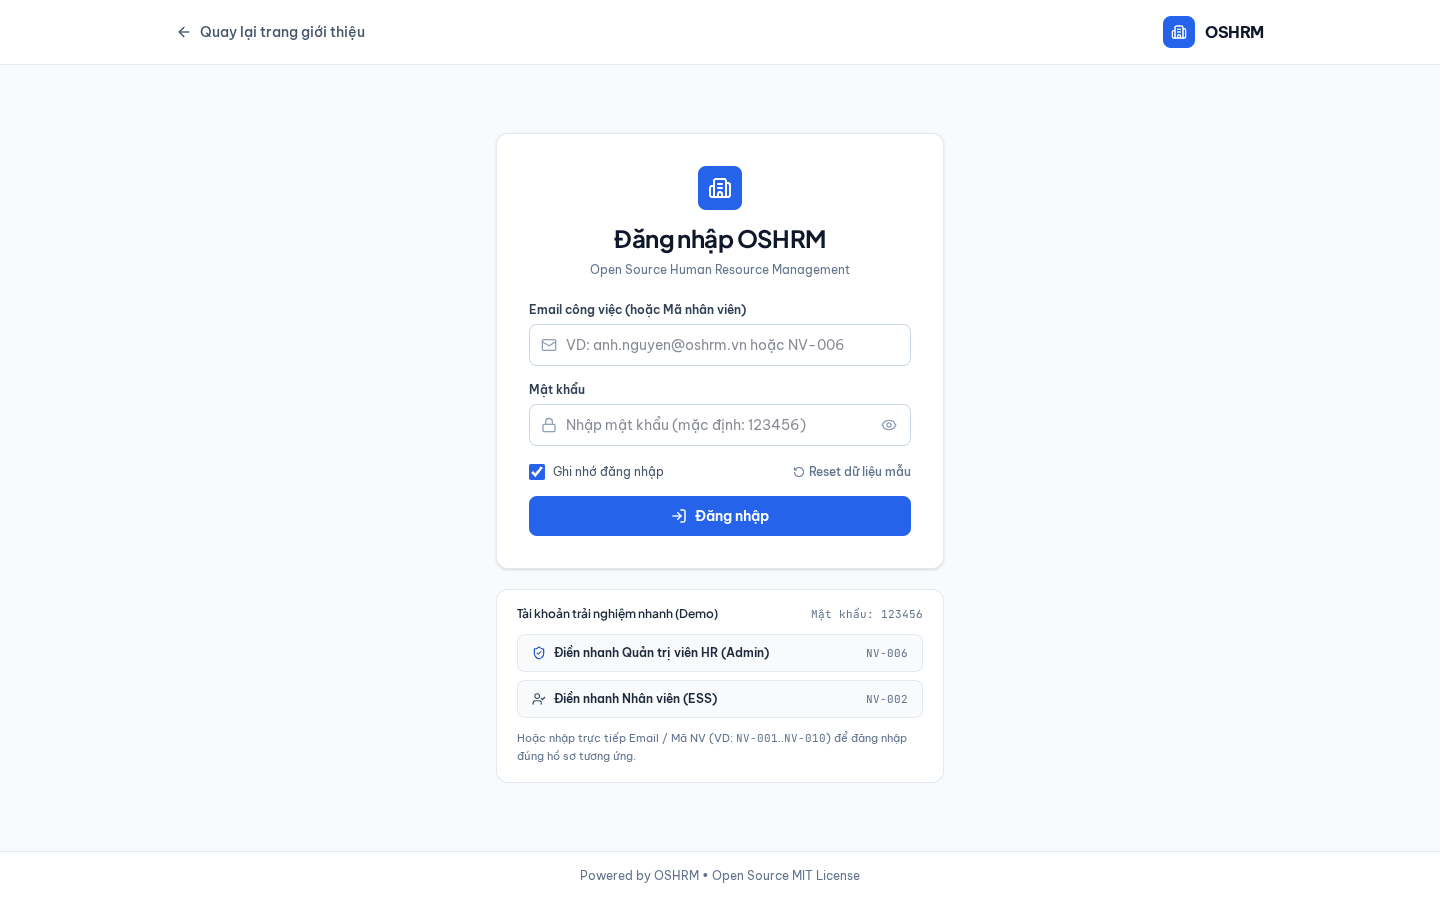 Quay lại trang giới thiệu
OSHRM
Đăng nhập OSHRM
Open Source Human Resource Management
Email công việc (hoặc Mã nhân viên)
VD: anh.nguyen@oshrm.vn hoặc NV-006
Mật khẩu
Nhập mật khẩu (mặc định: 123456)
Ghi nhớ đăng nhập
Reset dữ liệu mẫu
Đăng nhập
Tài khoản trải nghiệm nhanh (Demo)
Mật khẩu: 123456
Điền nhanh Quản trị viên HR (Admin)
NV-006
Điền nhanh Nhân viên (ESS)
NV-002
Hoặc nhập trực tiếp Email / Mã NV (VD: NV-001..NV-010) để đăng nhập
đúng hồ sơ tương ứng.
Powered by OSHRM • Open Source MIT License